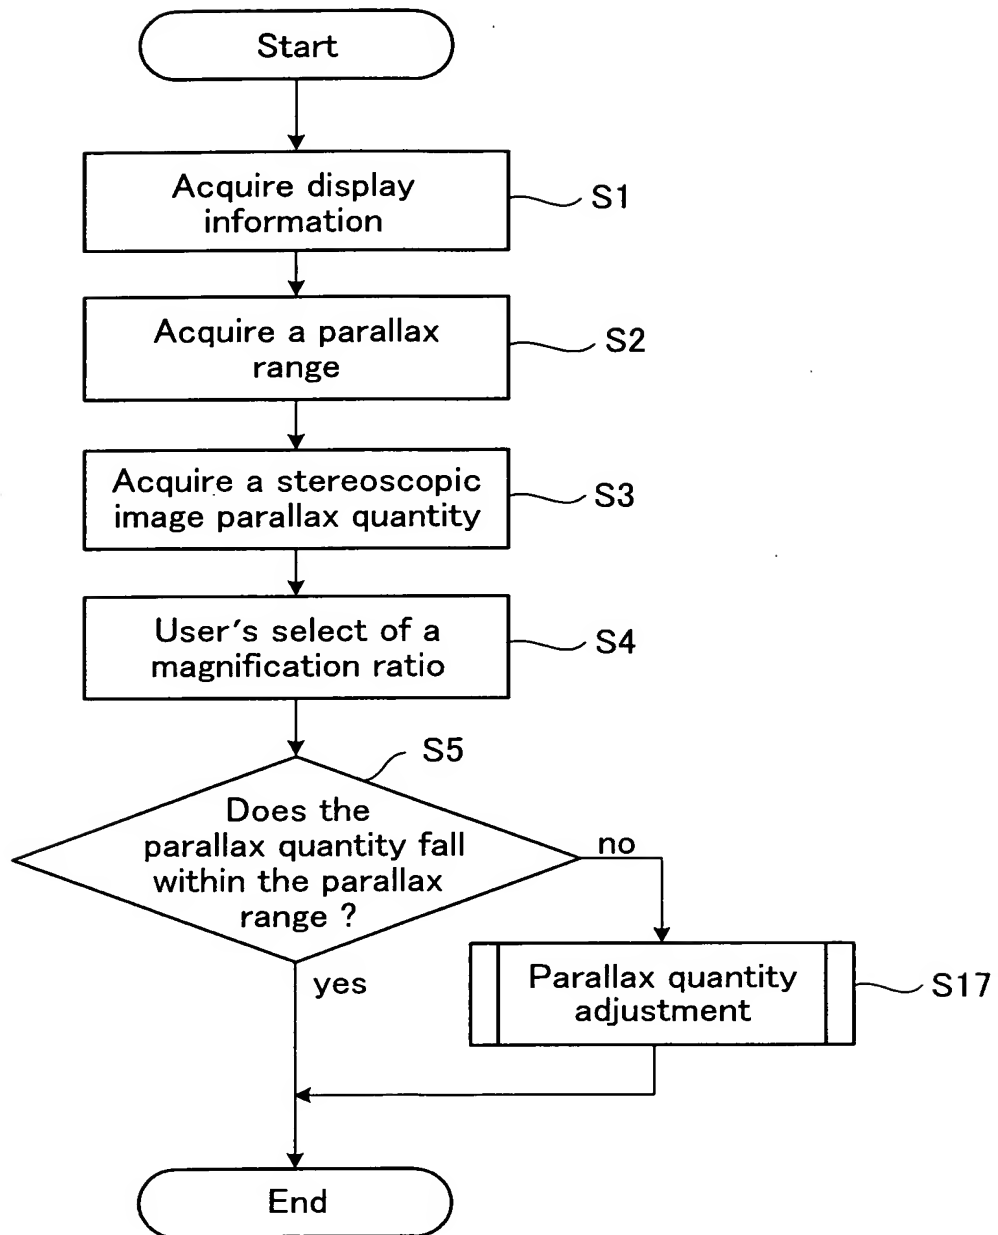 Start
Acquire display
information
S1
Acquire a parallax
range
S2
Acquire a stereoscopic
image parallax quantity
S3
User's select of a
magnification ratio
S4
S5
Does the
parallax quantity fall
within the parallax
range ?
no
yes
Parallax quantity
adjustment
S17
End